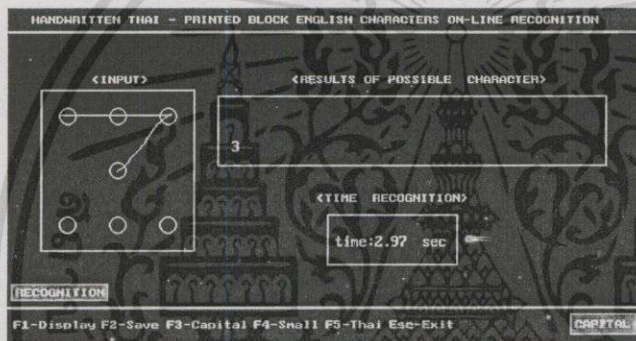 HANDWRITTEN THAI - PRINTED BLOCK ENGLISH CHARACTERS ON-LINE RECOGNITION
<INPUT>
<RESULTS OF POSSIBLE CHARACTER>
3
<TIME RECOGNITION>
time:2.97 sec
RECOGNITION
F1-Display F2-Save F3-Capital F4-Small F5-Thai Esc-Exit
CAPITAL